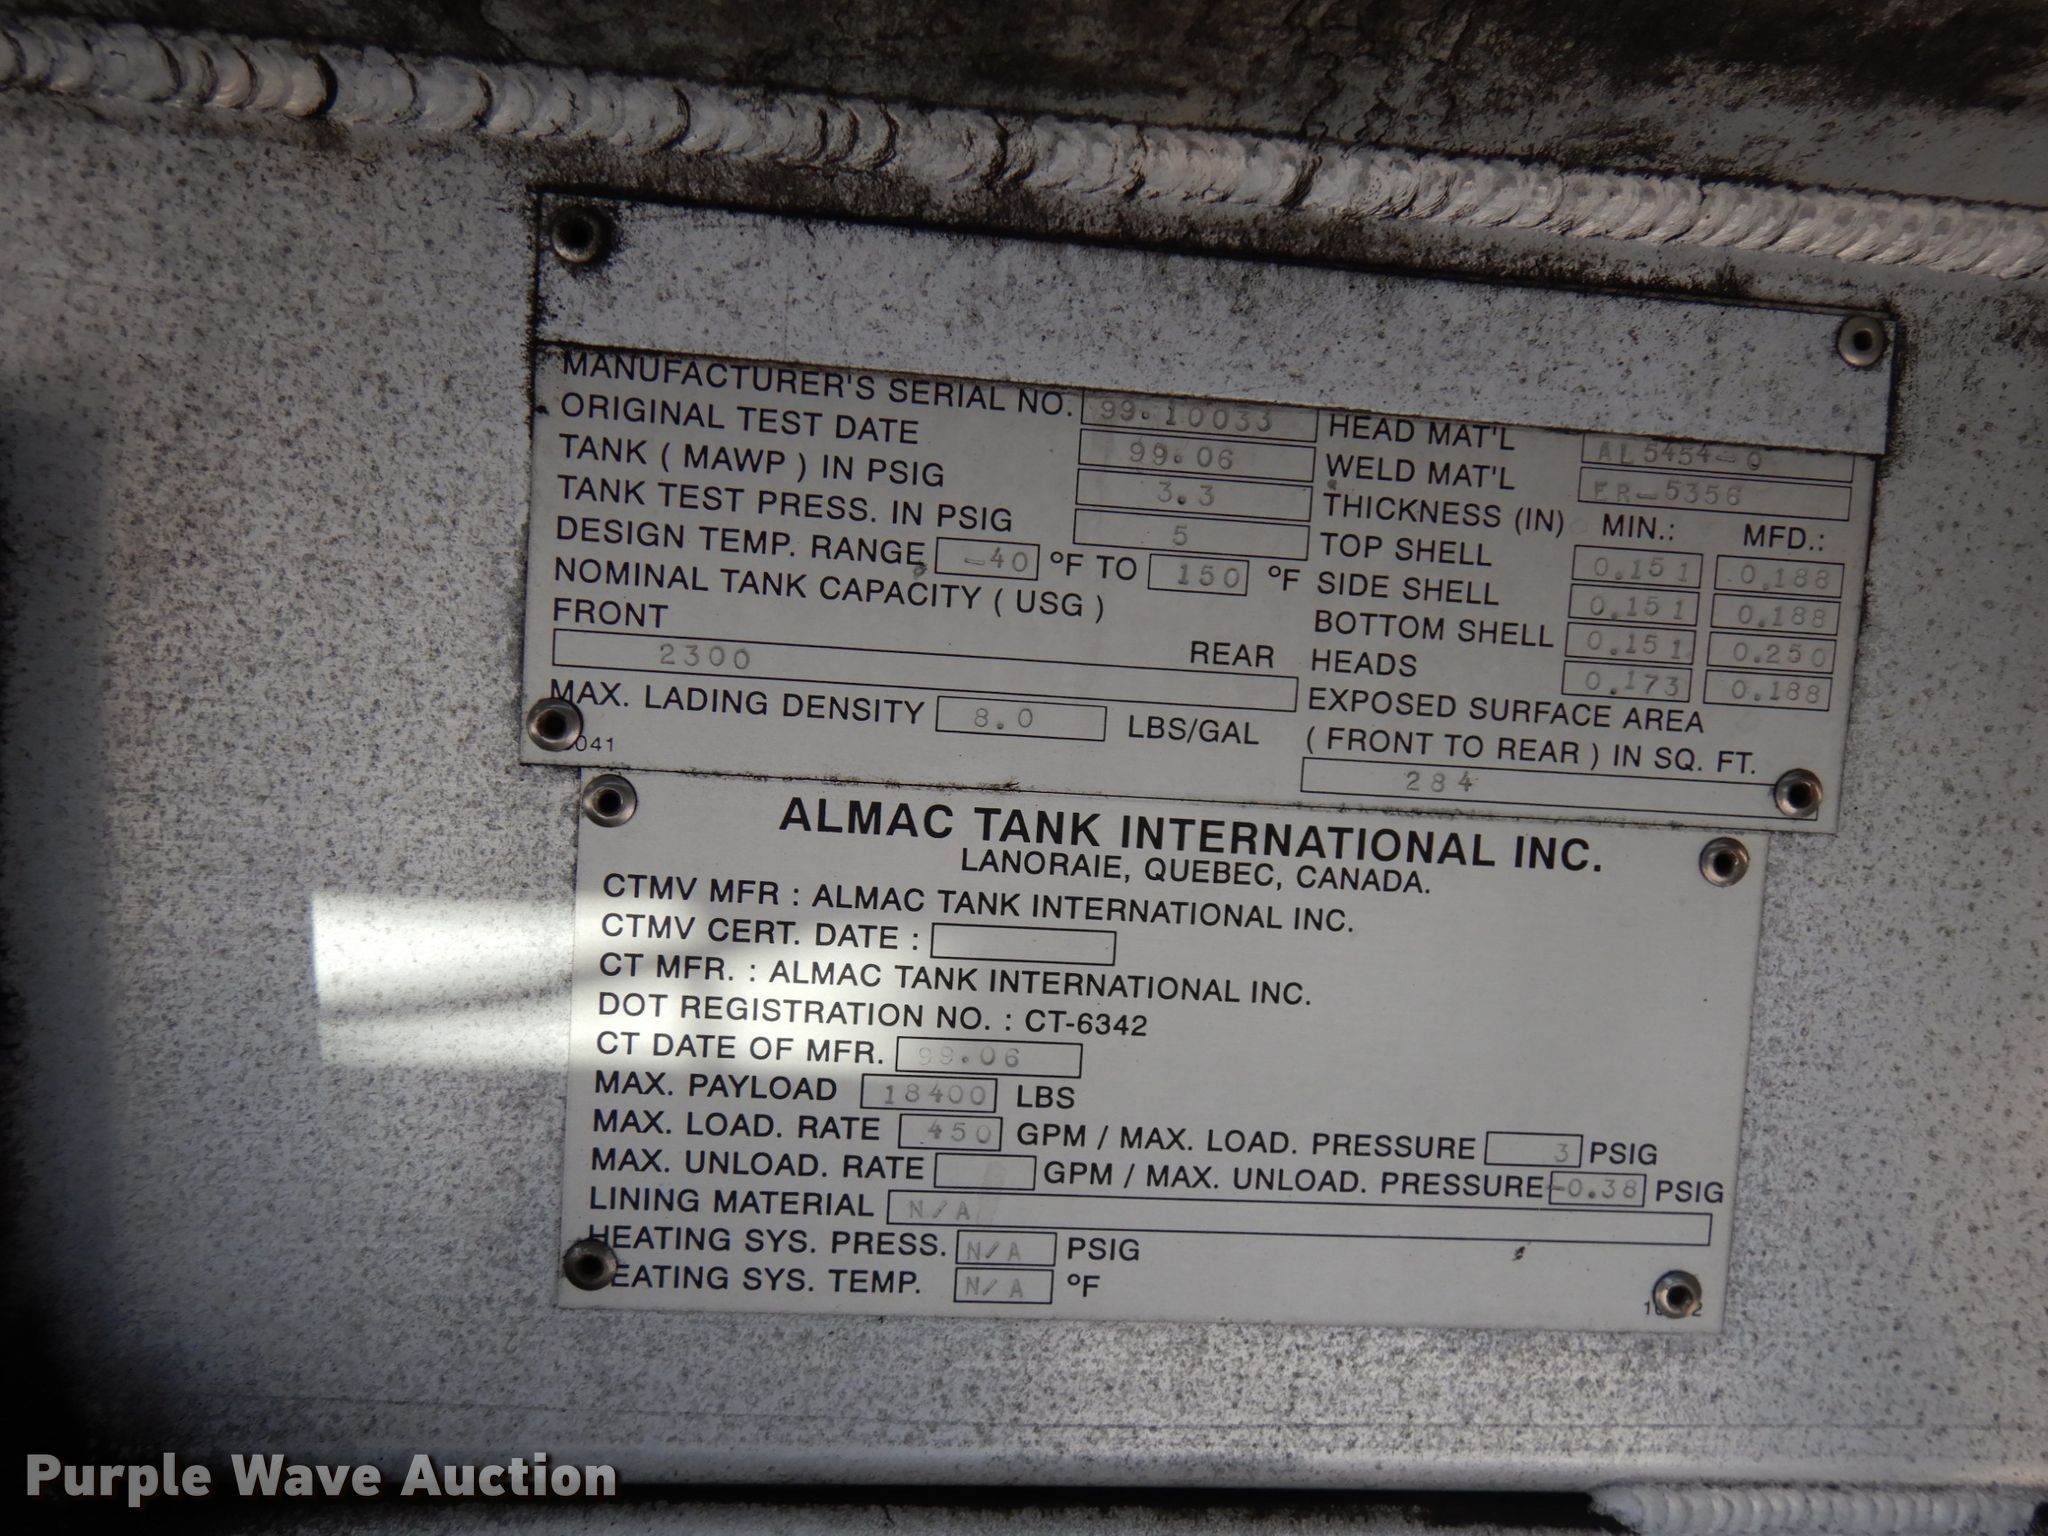 MANUFACTURER'S SERIAL NO. 99.10033
ORIGINAL TEST DATE 99.06
TANK ( MAWP ) IN PSIG 3.3
TANK TEST PRESS. IN PSIG 5
DESIGN TEMP. RANGE -40 °F TO 150 °F
NOMINAL TANK CAPACITY ( USG )
FRONT REAR
2300
MAX. LADING DENSITY 8.0 LBS/GAL
041
HEAD MAT'L AL5454-O
WELD MAT'L ER-5356
THICKNESS (IN) MIN.: MFD.:
TOP SHELL 0.151 0.188
SIDE SHELL 0.151 0.188
BOTTOM SHELL 0.151 0.250
HEADS 0.173 0.188
EXPOSED SURFACE AREA
( FRONT TO REAR ) IN SQ. FT.
284
ALMAC TANK INTERNATIONAL INC.
LANORAIE, QUEBEC, CANADA.
CTMV MFR : ALMAC TANK INTERNATIONAL INC.
CTMV CERT. DATE :
CT MFR. : ALMAC TANK INTERNATIONAL INC.
DOT REGISTRATION NO. : CT-6342
CT DATE OF MFR. 99.06
MAX. PAYLOAD 18400 LBS
MAX. LOAD. RATE 450 GPM / MAX. LOAD. PRESSURE 3 PSIG
MAX. UNLOAD. RATE GPM / MAX. UNLOAD. PRESSURE -0.38 PSIG
LINING MATERIAL N/A
HEATING SYS. PRESS. N/A PSIG
HEATING SYS. TEMP. N/A °F
Purple Wave Auction